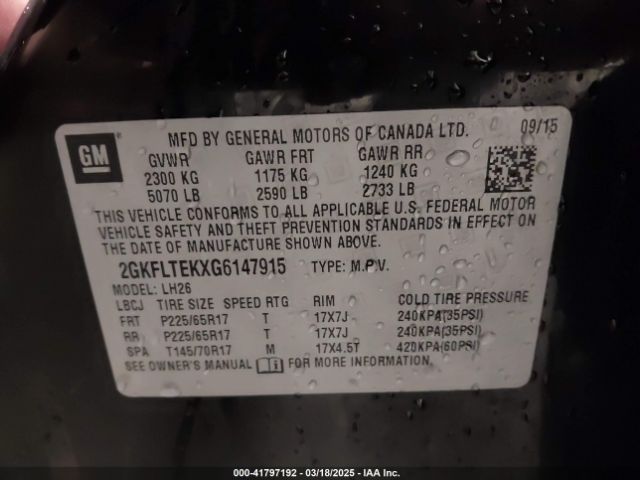 GM
MFD BY GENERAL MOTORS OF CANADA LTD. 09/15
GVWR GAWR FRT GAWR RR
2300 KG 1175 KG 1240 KG
5070 LB 2590 LB 2733 LB
THIS VEHICLE CONFORMS TO ALL APPLICABLE U.S. FEDERAL MOTOR
VEHICLE SAFETY AND THEFT PREVENTION STANDARDS IN EFFECT ON
THE DATE OF MANUFACTURE SHOWN ABOVE.
2GKFLTEKXG6147915 TYPE: M.P.V.
MODEL: LH26
LBCJ TIRE SIZE SPEED RTG RIM COLD TIRE PRESSURE
FRT P225/65R17 T 17X7J 240KPA(35PSI)
RR P225/65R17 T 17X7J 240KPA(35PSI)
SPA T145/70R17 M 17X4.5T 420KPA(60PSI)
SEE OWNER'S MANUAL FOR MORE INFORMATION.
000-41797192 - 03/18/2025 - IAA Inc.